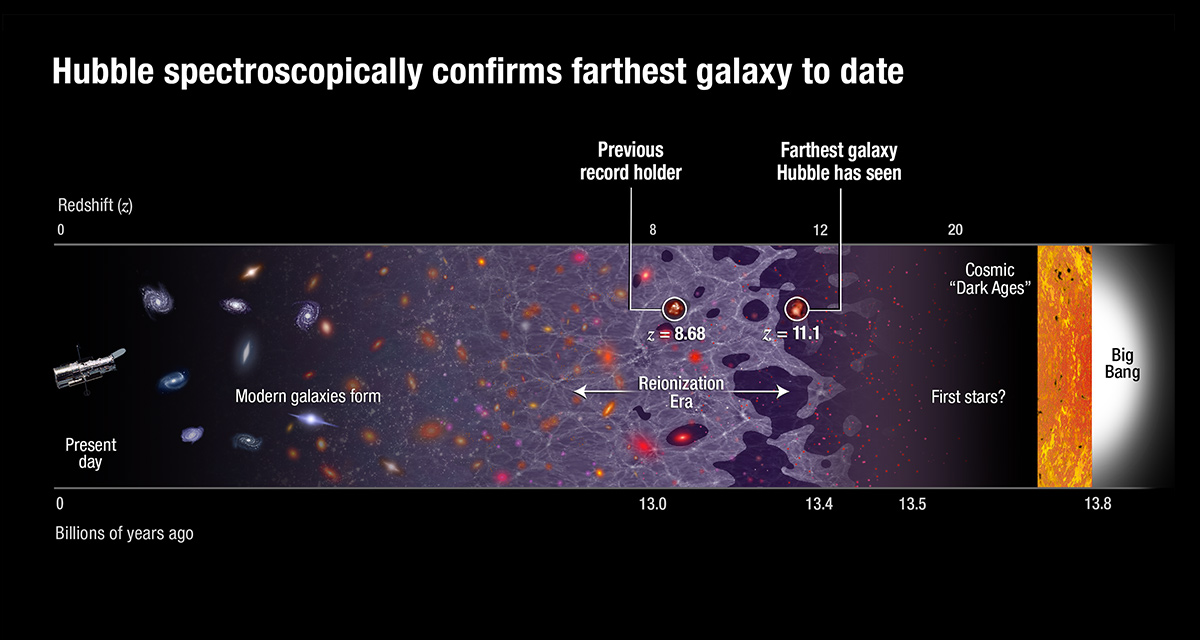 Hubble spectroscopically confirms farthest galaxy to date
Previous
record holder
Farthest galaxy
Hubble has seen
Redshift (z)
0
8
12
20
Cosmic
“Dark Ages”
z = 8.68
z = 11.1
Big
Bang
Reionization
Era
Modern galaxies form
First stars?
Present
day
0
13.0
13.4
13.5
13.8
Billions of years ago